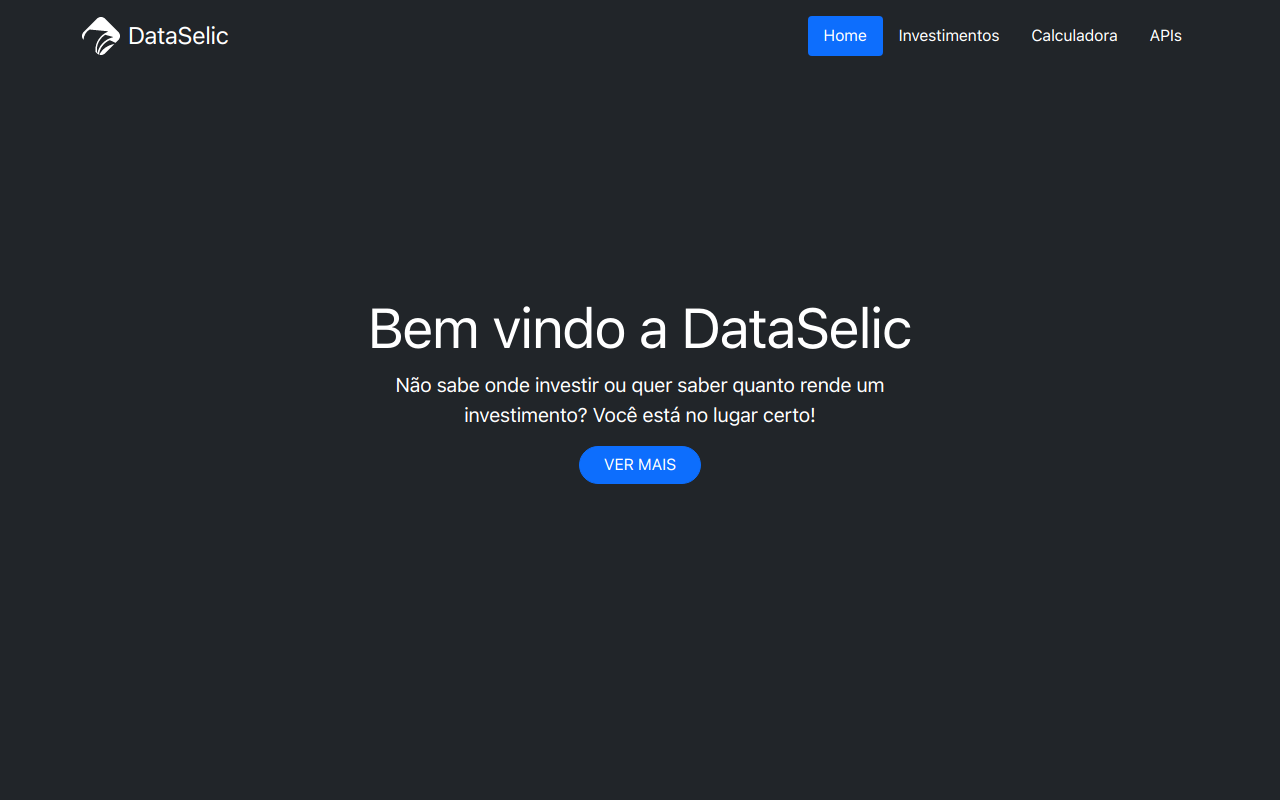 DataSelic
Home
Investimentos
Calculadora
APIs
Bem vindo a DataSelic
Não sabe onde investir ou quer saber quanto rende um
investimento? Você está no lugar certo!
VER MAIS